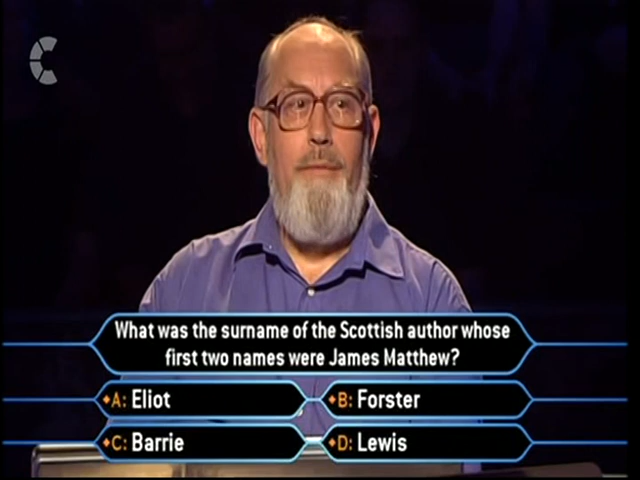 What was the surname of the Scottish author whose
first two names were James Matthew?
A: Eliot
B: Forster
C: Barrie
D: Lewis